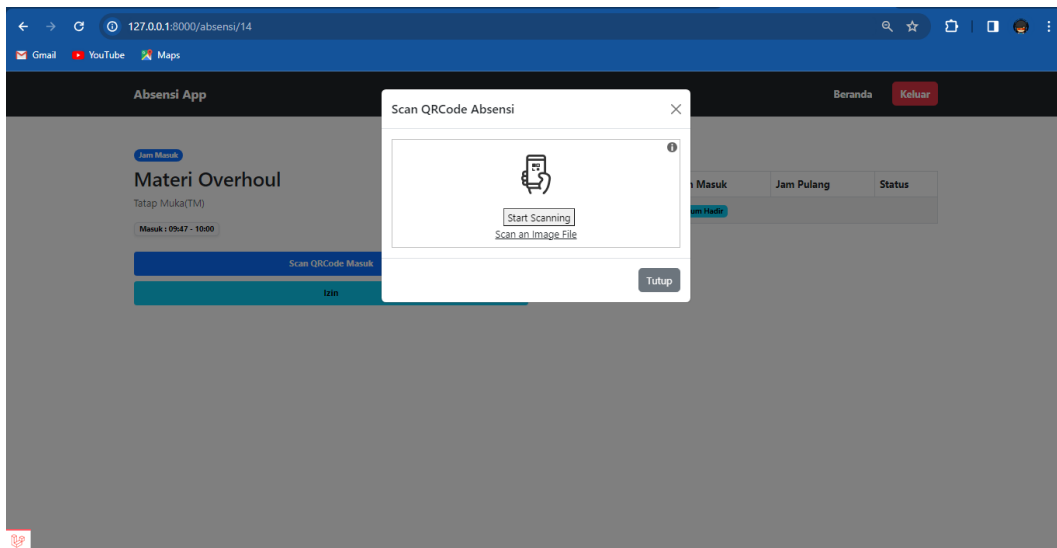 127.0.0.1:8000/absensi/14
Gmail YouTube Maps
Absensi App
Beranda Keluar
Scan QRCode Absensi
Start Scanning
Scan an Image File
Tutup
Jam Masuk
Materi Overhoul
Tatap Muka(TM)
Masuk : 09:47 - 10:00
Scan QRCode Masuk
Izin
Masuk Jam Pulang Status
Hadir